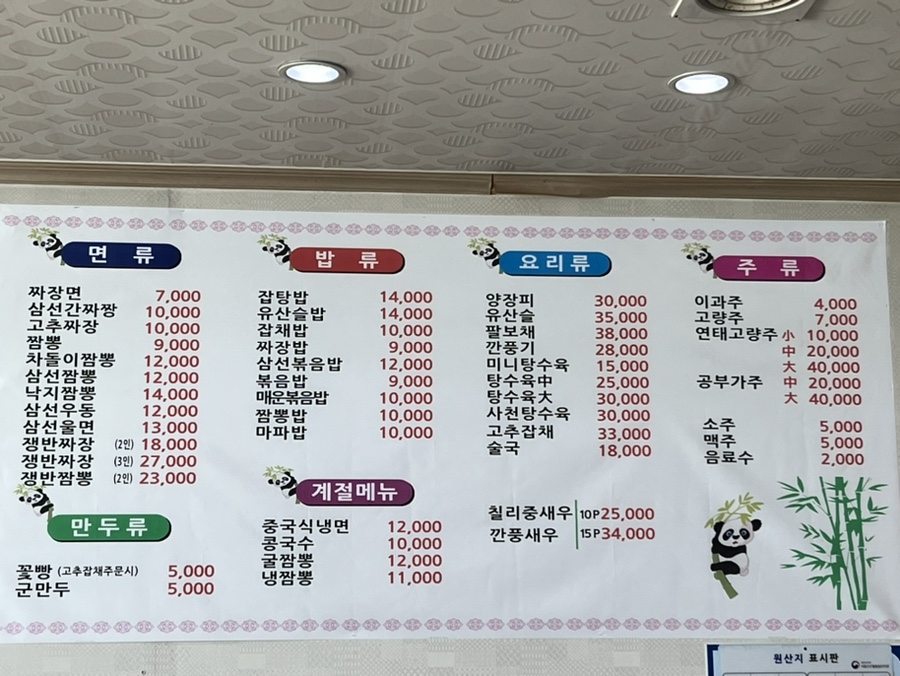 면 류
짜장면 7,000
삼선간짜짱 10,000
고추짜장 10,000
짬뽕 9,000
차돌이짬뽕 12,000
삼선짬뽕 12,000
낙지짬뽕 14,000
삼선우동 12,000
삼선울면 13,000
쟁반짜장 (2인) 18,000
쟁반짜장 (3인) 27,000
쟁반짬뽕 (2인) 23,000
만두류
꽃빵 (고추잡채주문시) 5,000
군만두 5,000
밥 류
잡탕밥 14,000
유산슬밥 14,000
잡채밥 10,000
짜장밥 9,000
삼선볶음밥 12,000
볶음밥 9,000
매운볶음밥 10,000
짬뽕밥 10,000
마파밥 10,000
계절메뉴
중국식냉면 12,000
콩국수 10,000
굴짬뽕 12,000
냉짬뽕 11,000
요리류
양장피 30,000
유산슬 35,000
팔보채 38,000
깐풍기 28,000
미니탕수육 15,000
탕수육中 25,000
탕수육大 30,000
사천탕수육 30,000
고추잡채 33,000
술국 18,000
칠리중새우 10P 25,000
깐풍새우 15P 34,000
주 류
이과주 4,000
고량주 7,000
연태고량주 小 10,000
中 20,000
大 40,000
공부가주 中 20,000
大 40,000
소주 5,000
맥주 5,000
음료수 2,000
원산지 표시판